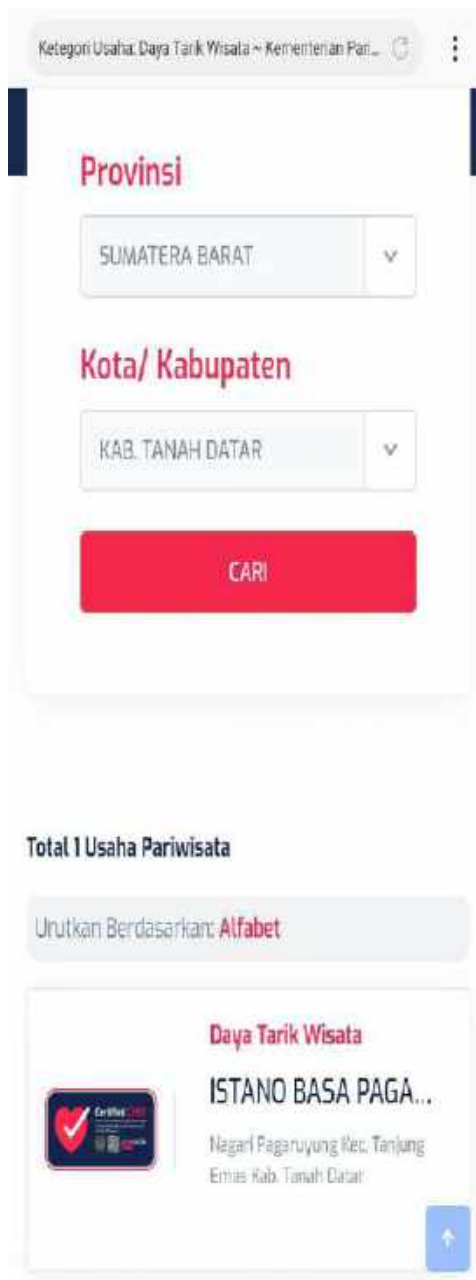 Ketegori Usaha: Daya Tarik Wisata ~ Kementerian Pari...
Provinsi
SUMATERA BARAT
Kota/ Kabupaten
KAB. TANAH DATAR
CARI
Total 1 Usaha Pariwisata
Urutkan Berdasarkan: Alfabet
Daya Tarik Wisata
ISTANO BASA PAGA...
Nagari Pagaruyung Kec. Tanjung
Emas Kab. Tanah Datar